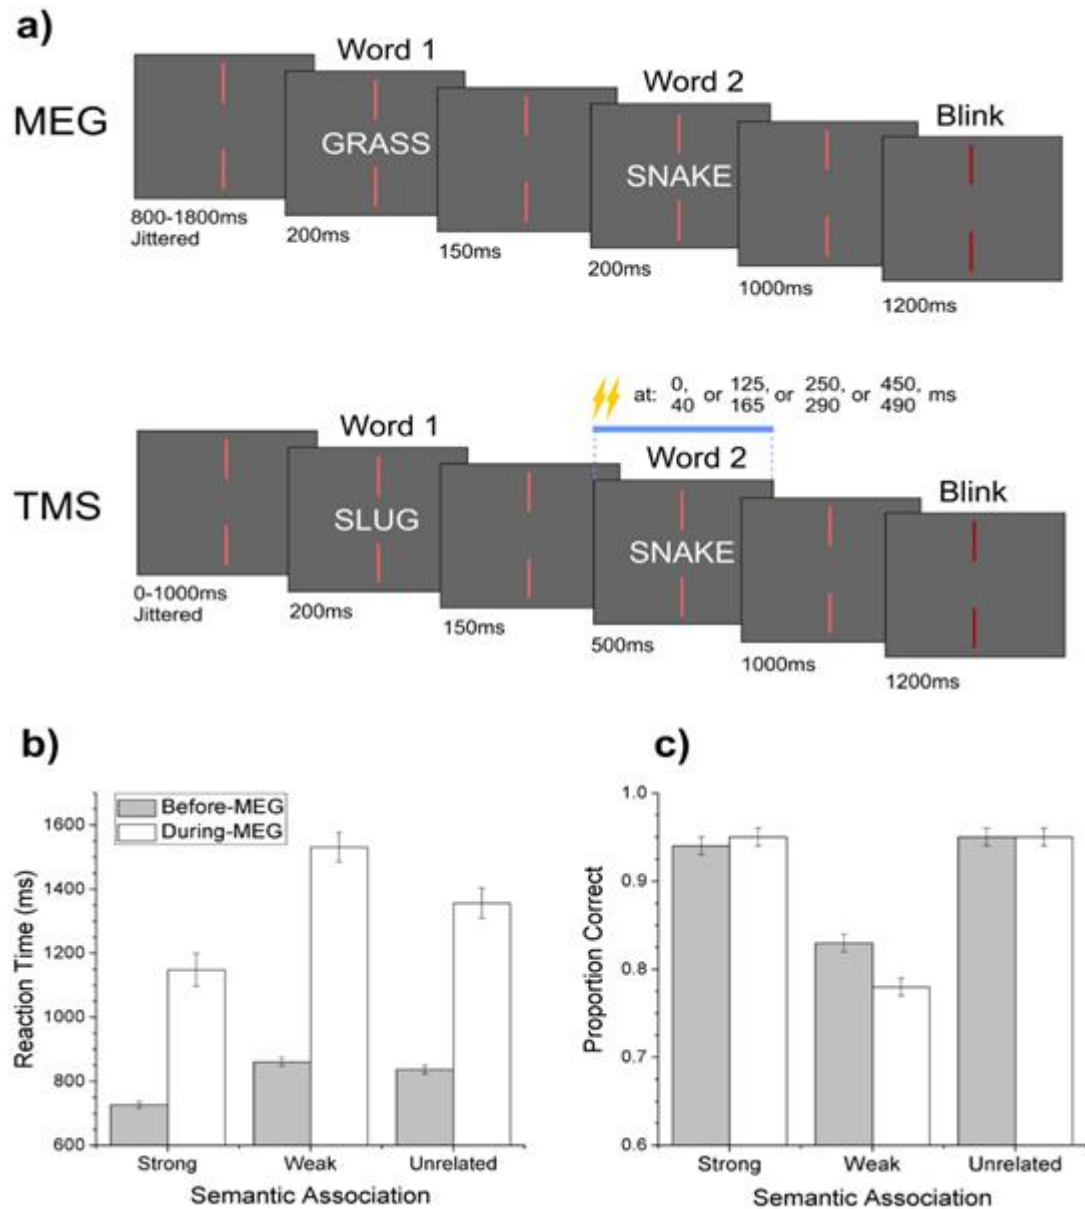 a)
MEG
Word 1
Word 2
Blink
GRASS
SNAKE
800-1800ms
Jittered
200ms
150ms
200ms
1000ms
1200ms
at: 0, or 125, or 250, or 450, ms
40 165 290 490
TMS
Word 1
Word 2
Blink
SLUG
SNAKE
0-1000ms
Jittered
200ms
150ms
500ms
1000ms
1200ms
b)
Before-MEG
During-MEG
Reaction Time (ms)
1600
1400
1200
1000
800
600
Strong Weak Unrelated
Semantic Association
c)
Proportion Correct
1.0
0.9
0.8
0.7
0.6
Strong Weak Unrelated
Semantic Association